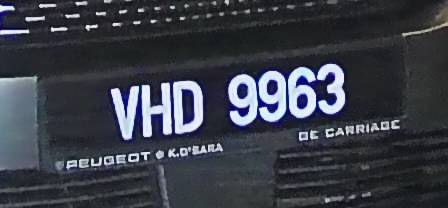 VHD 9963
PEUGEOT K.D'SARA DE CARRIAGE